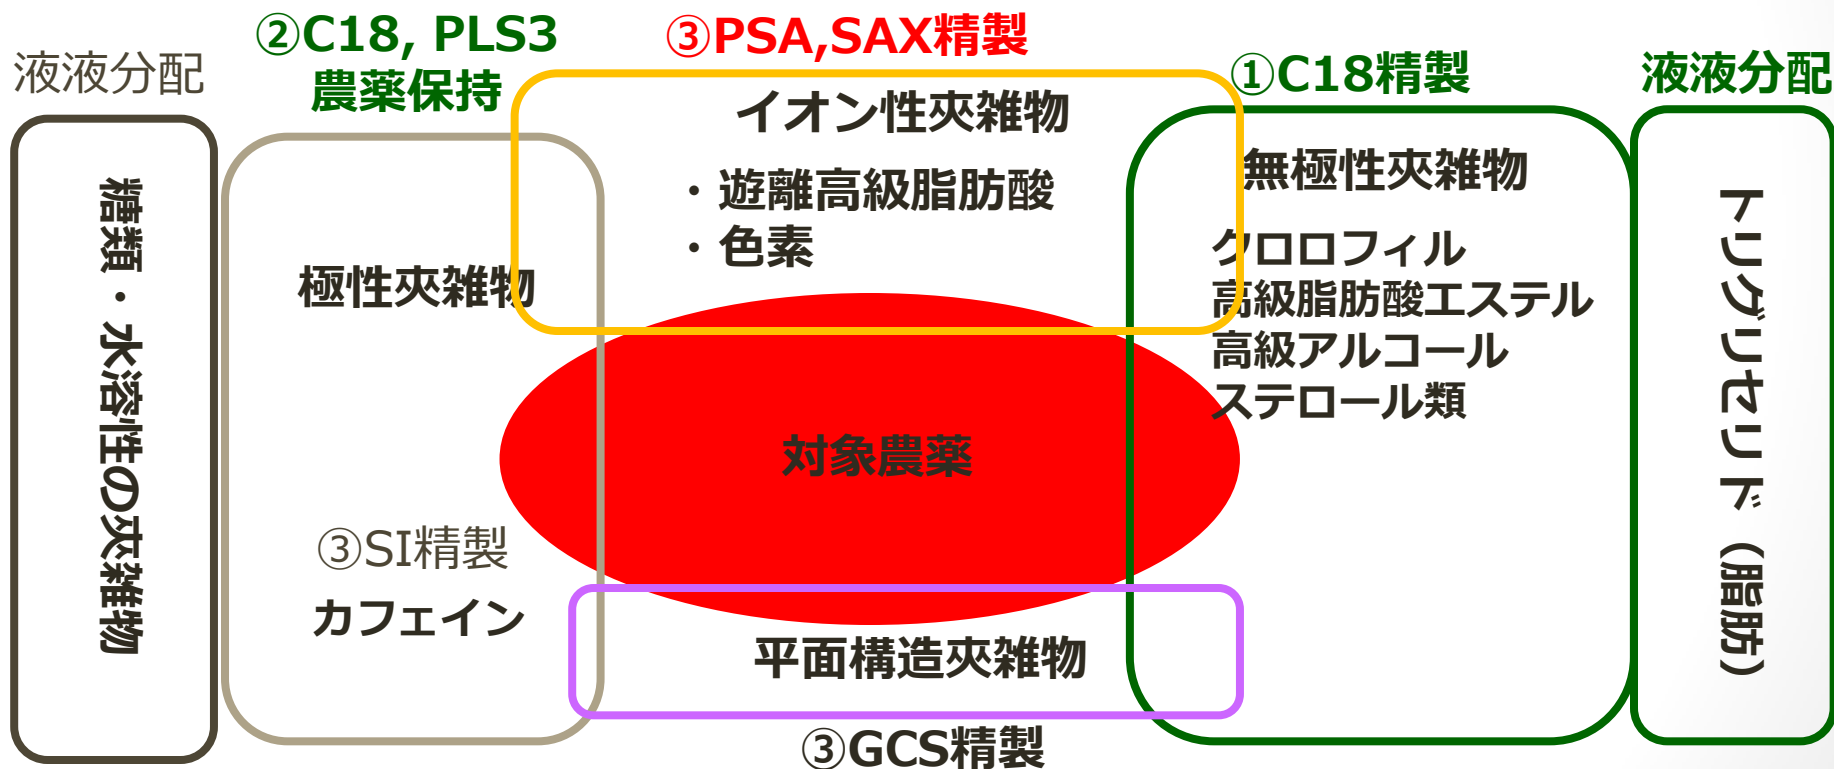 液液分配
②C18, PLS3
農薬保持
③PSA,SAX精製
①C18精製
液液分配
糖類・水溶性の夾雑物
極性夾雑物
③SI精製
カフェイン
イオン性夾雑物
・遊離高級脂肪酸
・色素
対象農薬
平面構造夾雑物
③GCS精製
無極性夾雑物
クロロフィル
高級脂肪酸エステル
高級アルコール
ステロール類
トリグリセリド（脂肪）